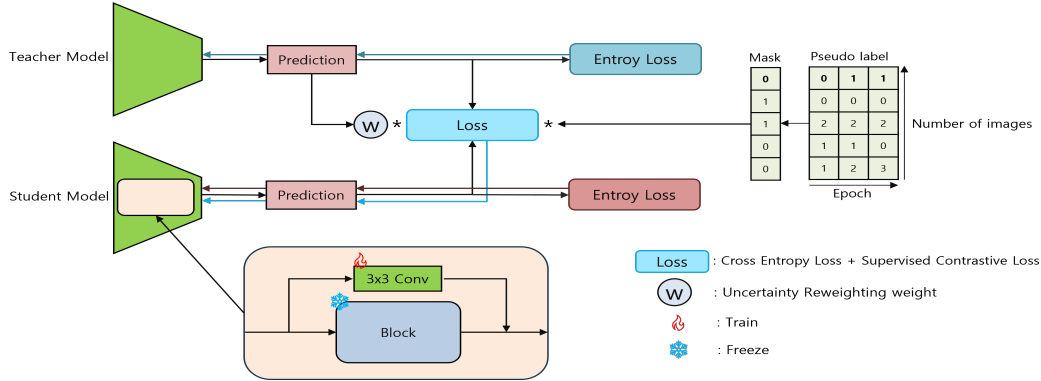 Teacher Model
Prediction
Entroy Loss
Mask
Pseudo label
0
1
1
0
0
0 1 1
0 0 0
2 2 2
1 1 0
1 2 3
Number of images
Epoch
W * Loss *
Student Model
Prediction
Entroy Loss
3x3 Conv
Block
Loss : Cross Entropy Loss + Supervised Contrastive Loss
W : Uncertainty Reweighting weight
: Train
: Freeze